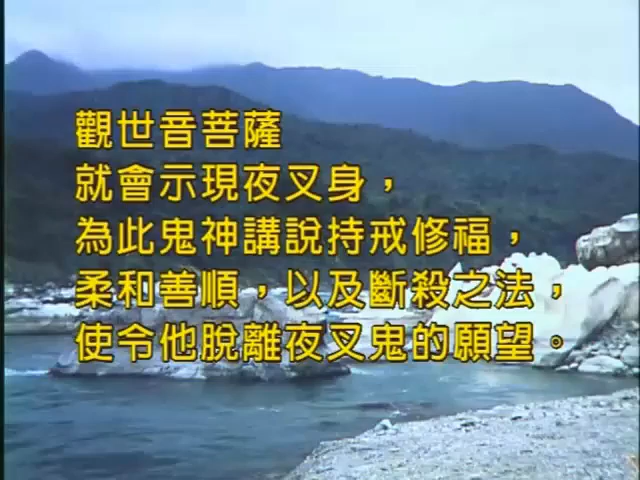 觀世音菩薩
就會示現夜叉身，
為此鬼神講說持戒修福，
柔和善順，以及斷殺之法，
使令他脫離夜叉鬼的願望。